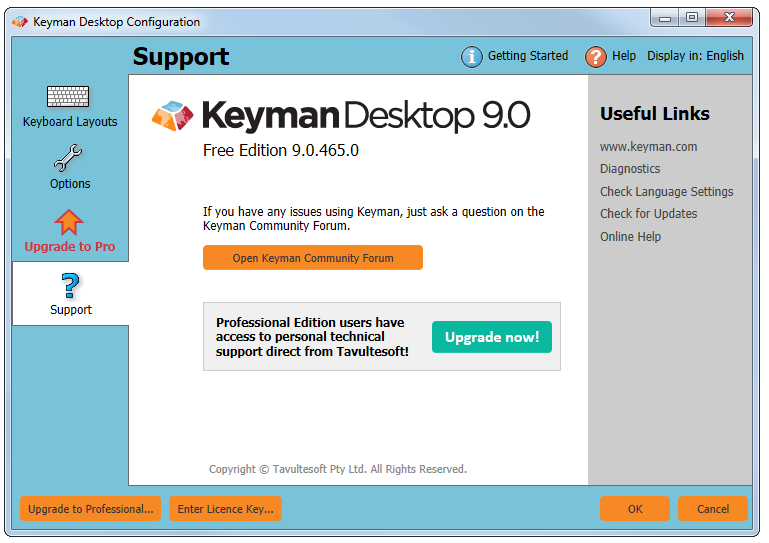 Keyman Desktop Configuration
Support
Getting Started
Help
Display in: English
Keyboard Layouts
Options
Upgrade to Pro
Support
Keyman Desktop 9.0
Free Edition 9.0.465.0
If you have any issues using Keyman, just ask a question on the
Keyman Community Forum.
Open Keyman Community Forum
Professional Edition users have
access to personal technical
support direct from Tavultesoft!
Upgrade now!
Copyright © Tavultesoft Pty Ltd. All Rights Reserved.
Useful Links
www.keyman.com
Diagnostics
Check Language Settings
Check for Updates
Online Help
Upgrade to Professional...
Enter Licence Key...
OK
Cancel